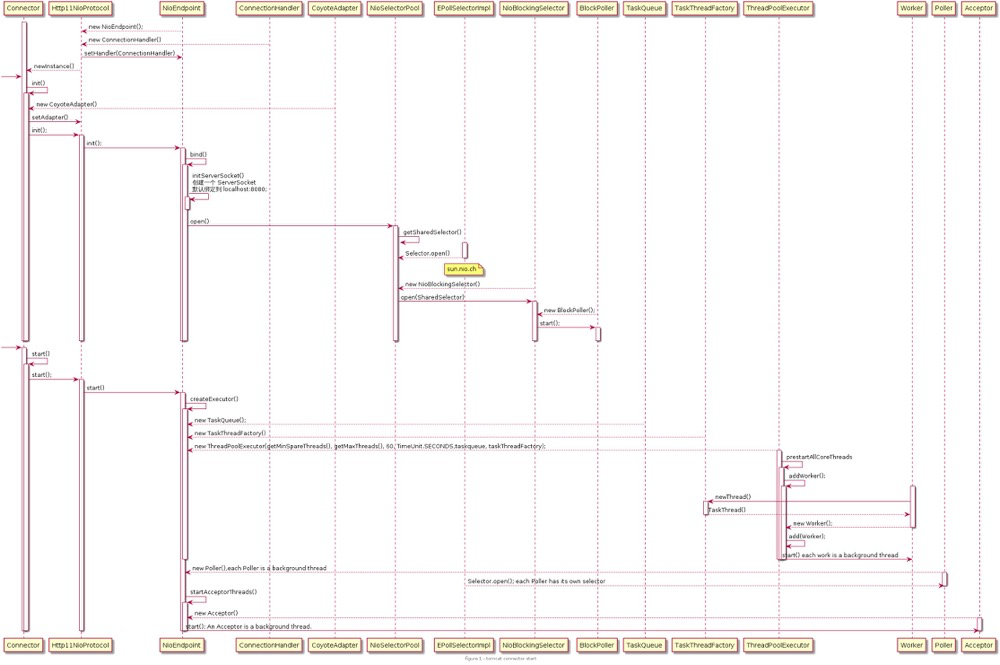 Connector Http11NioProtocol NioEndpoint ConnectionHandler CoyoteAdapter NioSelectorPool EPollSelectorImpl NioBlockingSelector BlockPoller TaskQueue TaskThreadFactory ThreadPoolExecutor Worker Poller Acceptor
new NioEndpoint();
new ConnectionHandler()
setHandler(ConnectionHandler)
newInstance()
init()
new CoyoteAdapter()
setAdapter()
init();
init();
bind()
initServerSocket()
创建一个 ServerSocket
默认绑定到 localhost:8080;
open()
getSharedSelector()
Selector.open()
sun.nio.ch
new NioBlockingSelector()
open(SharedSelector)
new BlockPoller();
start();
start()
start();
start()
createExecutor()
new TaskQueue();
new TaskThreadFactory()
new ThreadPoolExecutor(getMinSpareThreads(), getMaxThreads(), 60, TimeUnit.SECONDS,taskqueue, taskThreadFactory);
prestartAllCoreThreads
addWorker();
newThread()
TaskThread()
new Worker();
add(Worker);
start() each work is a background thread
new Poller(),each Poller is a background thread
Selector.open(); each Poller has its own selector
startAcceptorThreads()
new Acceptor()
start(); An Acceptor is a background thread.
Connector Http11NioProtocol NioEndpoint ConnectionHandler CoyoteAdapter NioSelectorPool EPollSelectorImpl NioBlockingSelector BlockPoller TaskQueue TaskThreadFactory ThreadPoolExecutor Worker Poller Acceptor
Figure 1 - tomcat connector start